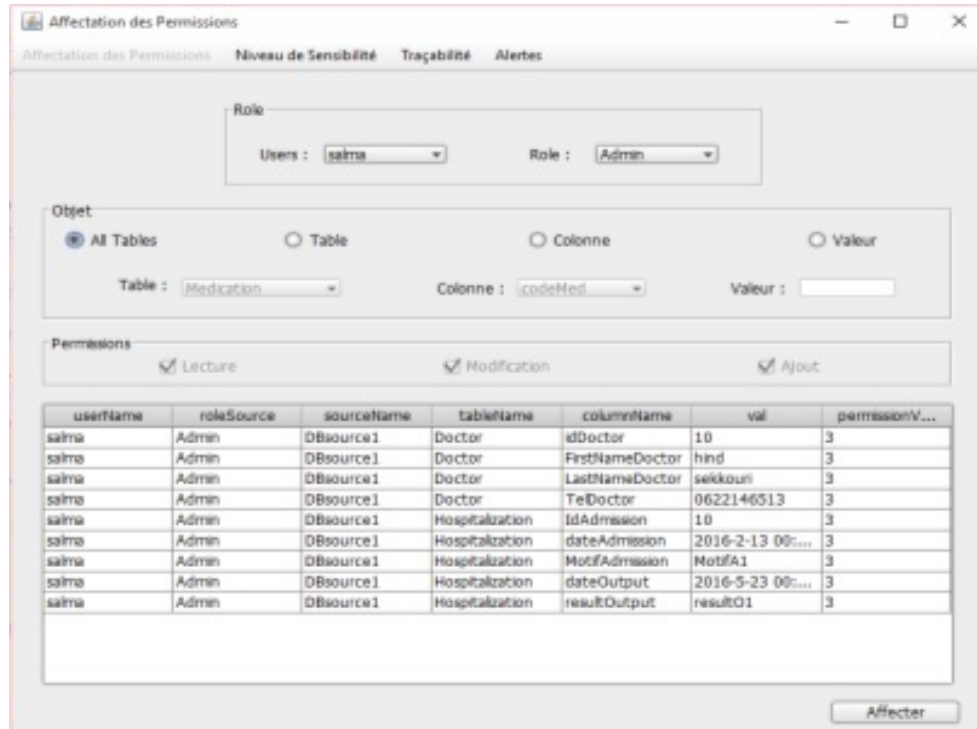 Affectation des Permissions
Affectation des Permissions Niveau de Sensibilité Traçabilité Alertes
Role
Users : salma Role : Admin
Objet
All Tables Table Colonne Valeur
Table : Medication Colonne : codeMed Valeur :
Permissions
Lecture Modification Ajout
userName roleSource sourceName tableName columnName val permissionV...
salma Admin DBsource1 Doctor idDoctor 10 3
salma Admin DBsource1 Doctor FirstNameDoctor hind 3
salma Admin DBsource1 Doctor LastNameDoctor sekkouri 3
salma Admin DBsource1 Doctor TelDoctor 0622146513 3
salma Admin DBsource1 Hospitalization IdAdmission 10 3
salma Admin DBsource1 Hospitalization dateAdmission 2016-2-13 00:... 3
salma Admin DBsource1 Hospitalization MotifAdmission MotifA1 3
salma Admin DBsource1 Hospitalization dateOutput 2016-5-23 00:... 3
salma Admin DBsource1 Hospitalization resultOutput resultO1 3
Affecter